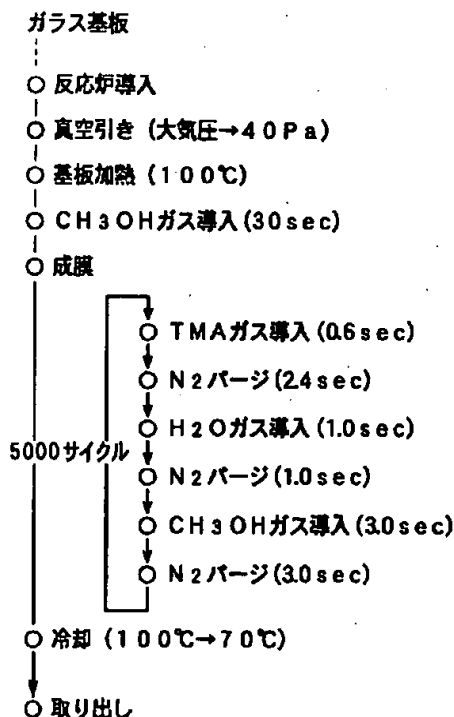 ガラス基板
反応炉導入
真空引き (大気圧→40Pa)
基板加熱 (100℃)
CH3OHガス導入 (30sec)
成膜
TMAガス導入 (0.6sec)
N2パージ (2.4sec)
H2Oガス導入 (1.0sec)
5000サイクル
N2パージ (1.0sec)
CH3OHガス導入 (3.0sec)
N2パージ (3.0sec)
冷却 (100℃→70℃)
取り出し